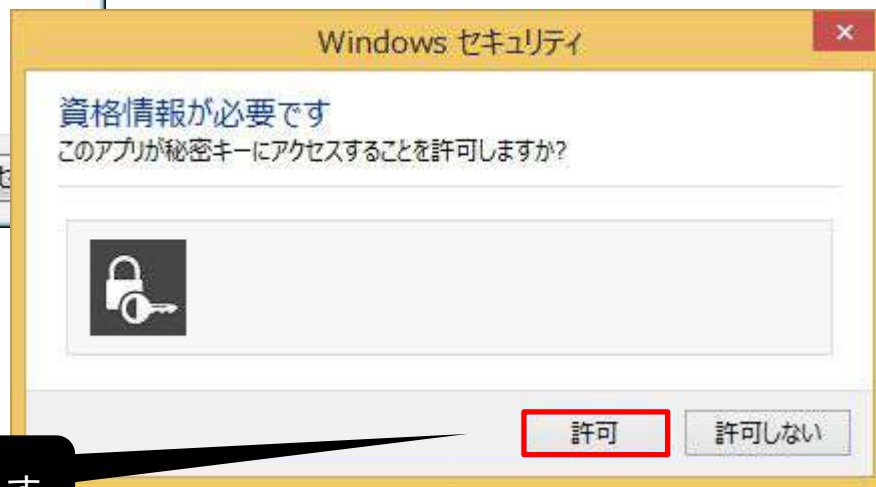 Windows セキュリティ
資格情報が必要です
このアプリが秘密キーにアクセスすることを許可しますか?
許可
許可しない
す